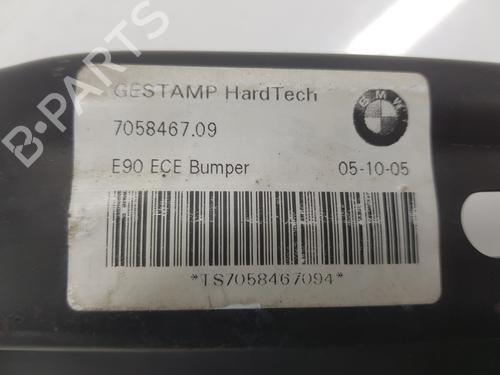 GESTAMP HardTech
BMW
7058467.09
E90 ECE Bumper 05-10-05
*TS7058467094*
B-PARTS